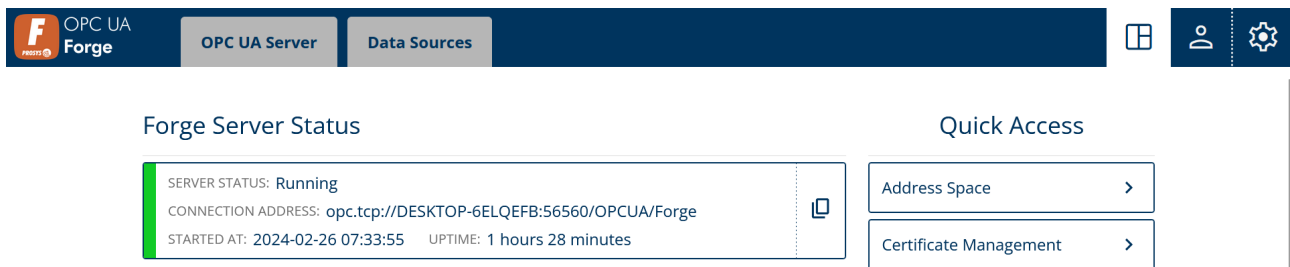 OPC UA
Forge
F
PROSYS
OPC UA Server
Data Sources
Forge Server Status
SERVER STATUS: Running
CONNECTION ADDRESS: opc.tcp://DESKTOP-6ELQEFB:56560/OPCUA/Forge
STARTED AT: 2024-02-26 07:33:55 UPTIME: 1 hours 28 minutes
Quick Access
Address Space
Certificate Management